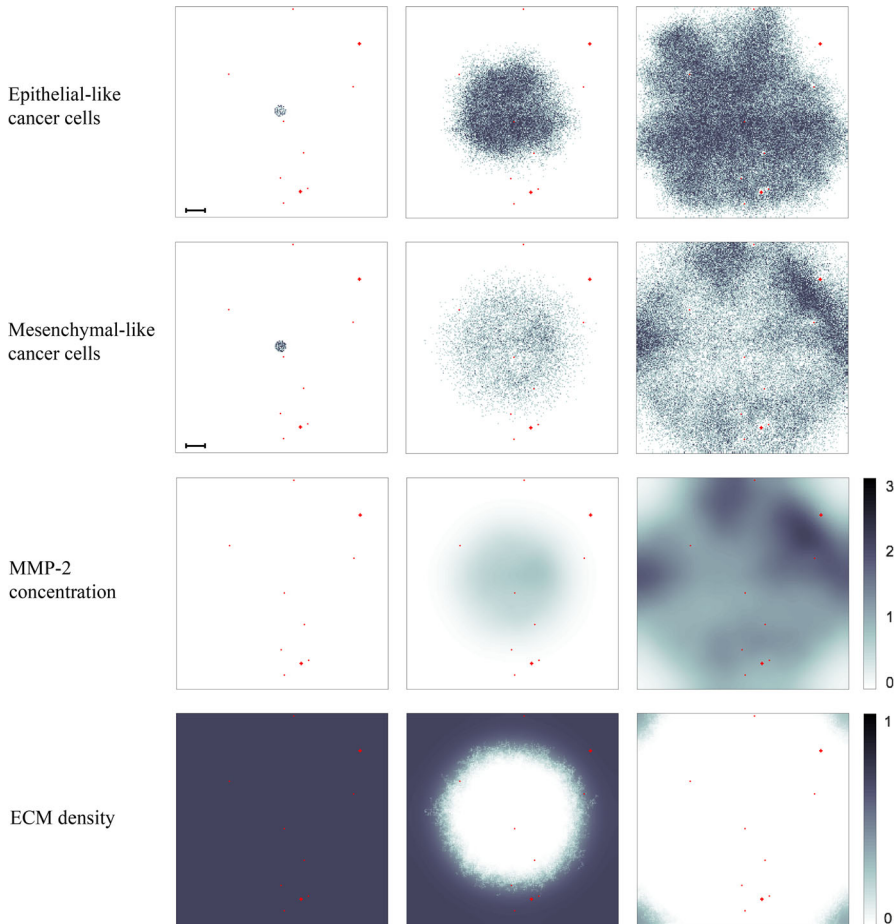 Epithelial-like
cancer cells
Mesenchymal-like
cancer cells
MMP-2
concentration
3
2
1
0
ECM density
1
0